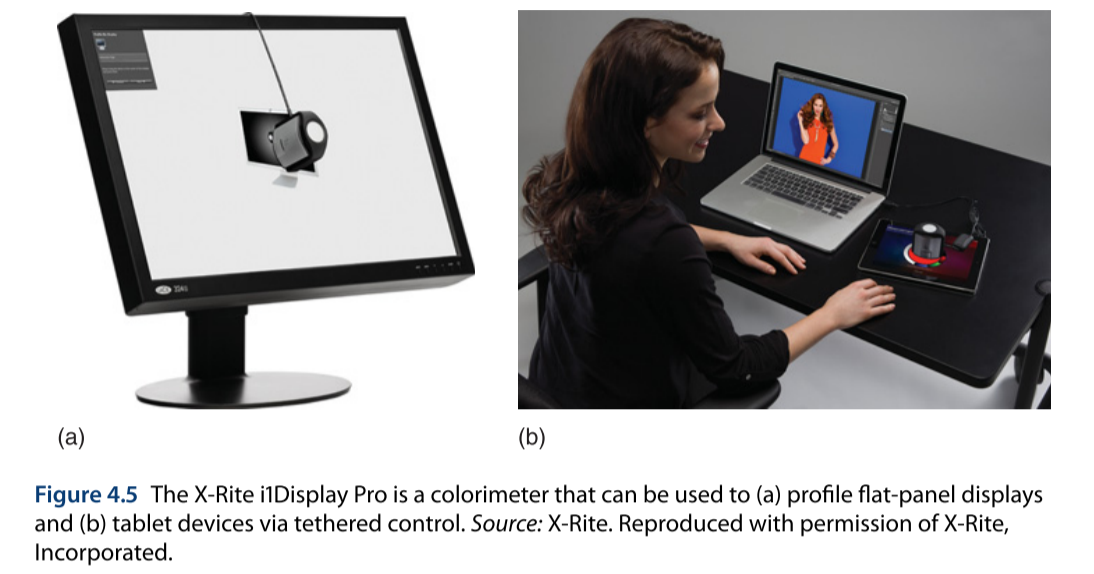 (a)
(b)
Figure 4.5 The X-Rite i1Display Pro is a colorimeter that can be used to (a) profile flat-panel displays
and (b) tablet devices via tethered control. Source: X-Rite. Reproduced with permission of X-Rite,
Incorporated.